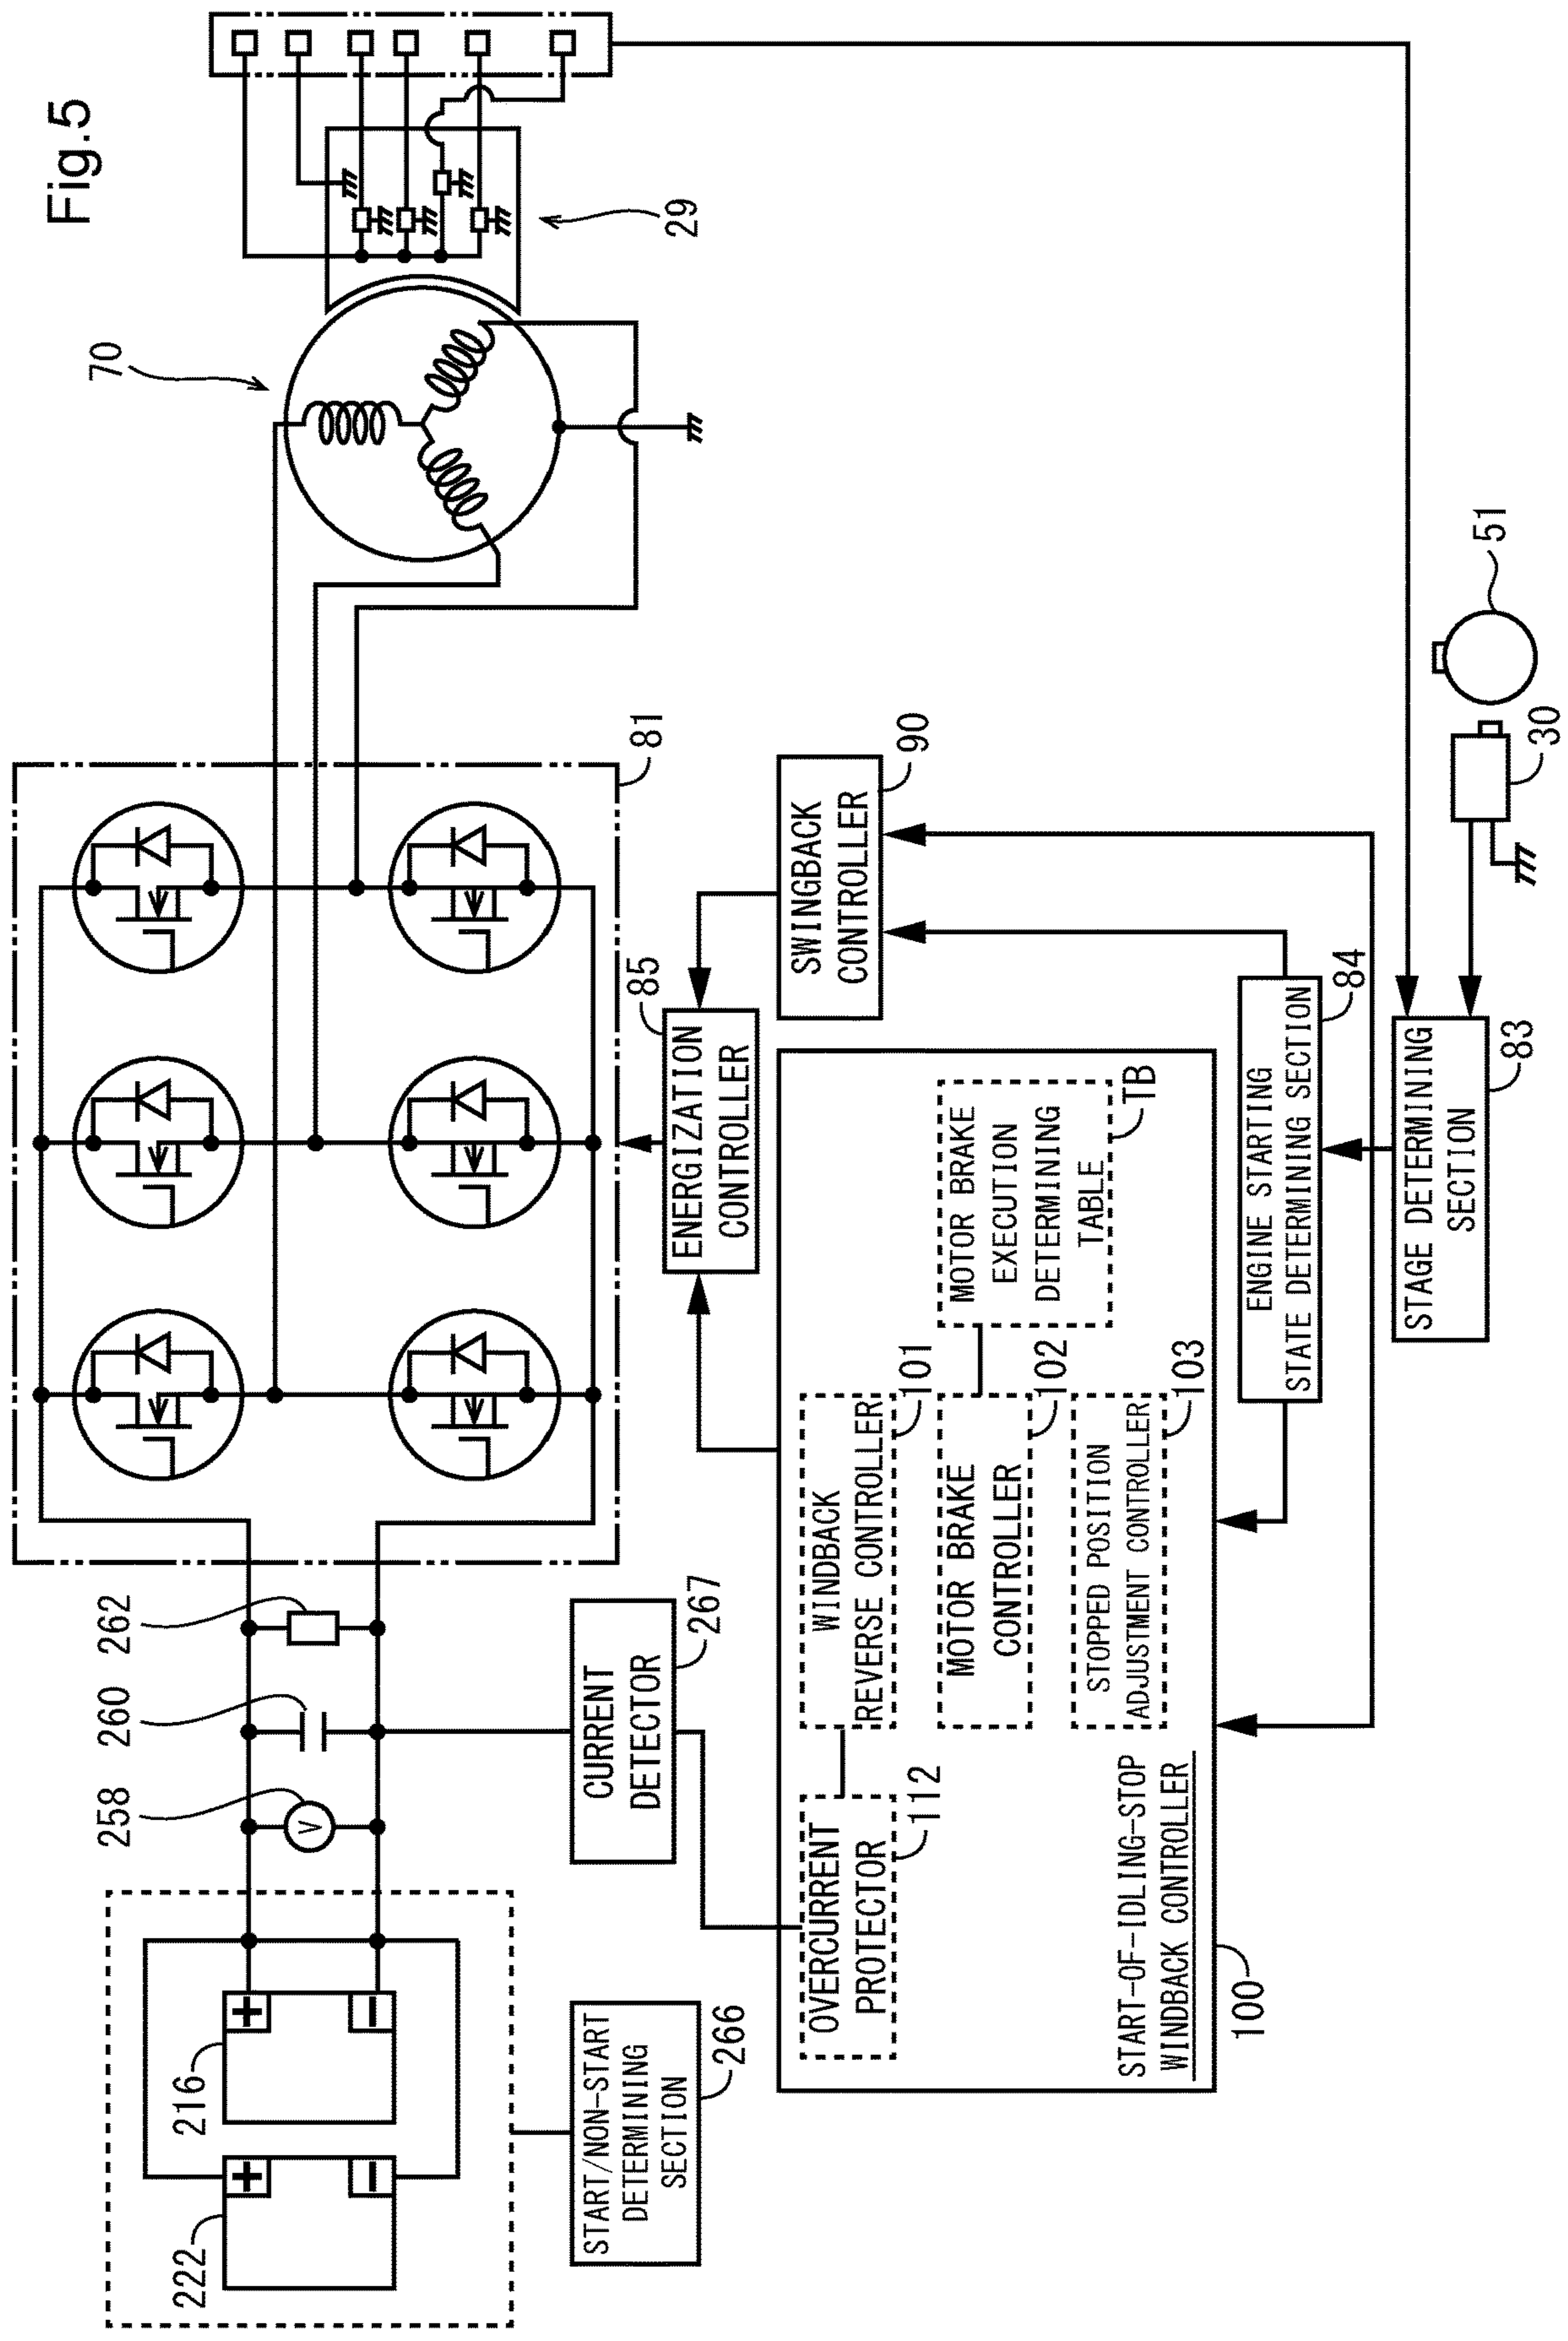 Fig.5
70
29
81
262
260
258
216
222
V
+
−
+
−
START/NON-START
DETERMINING
SECTION
266
CURRENT
DETECTOR
267
ENERGIZATION
CONTROLLER
85
SWINGBACK
CONTROLLER
90
OVERCURRENT
PROTECTOR
112
WINDBACK
REVERSE CONTROLLER
101
MOTOR BRAKE
CONTROLLER
102
MOTOR BRAKE
EXECUTION
DETERMINING
TABLE
TB
STOPPED POSITION
ADJUSTMENT CONTROLLER
103
START-OF-IDLING-STOP
WINDBACK CONTROLLER
100
ENGINE STARTING
STATE DETERMINING SECTION
84
STAGE DETERMINING
SECTION
83
30
51